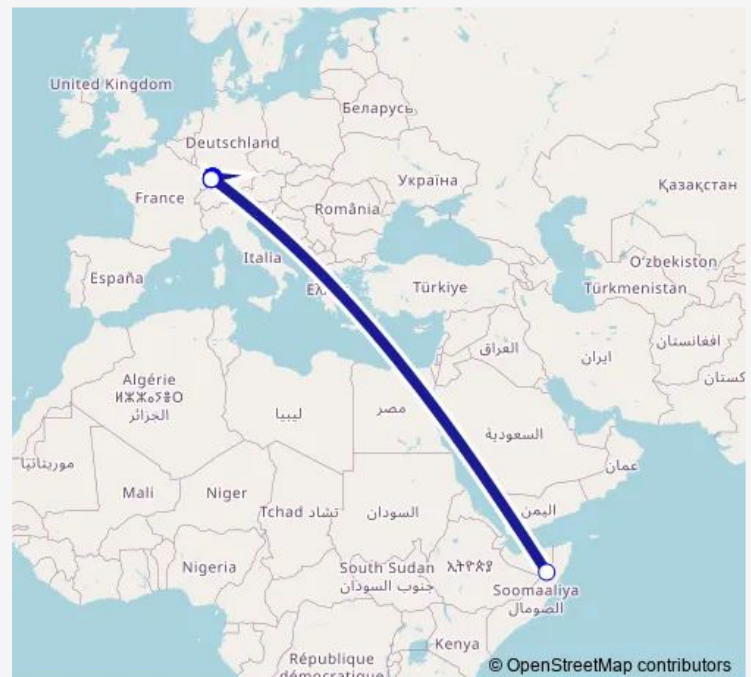 United Kingdom
Беларусь
Deutschland
France
Україна
Қазақстан
România
Italia
O'zbekiston
España
Türkiye
Türkmenistan
افغانستان
العراق
ایران
Algérie
ⵍⵣⵣⴰⵢⴻⵔ
الجزائر
ليبيا
مصر
السعودية
عمان
موريتانيا
Mali
Niger
Tchad تشاد
السودان
اليمن
Nigeria
South Sudan
جنوب السودان
ኢትዮጵያ
Soomaaliya
الصومال
Kenya
République
démocratique
© OpenStreetMap contributors